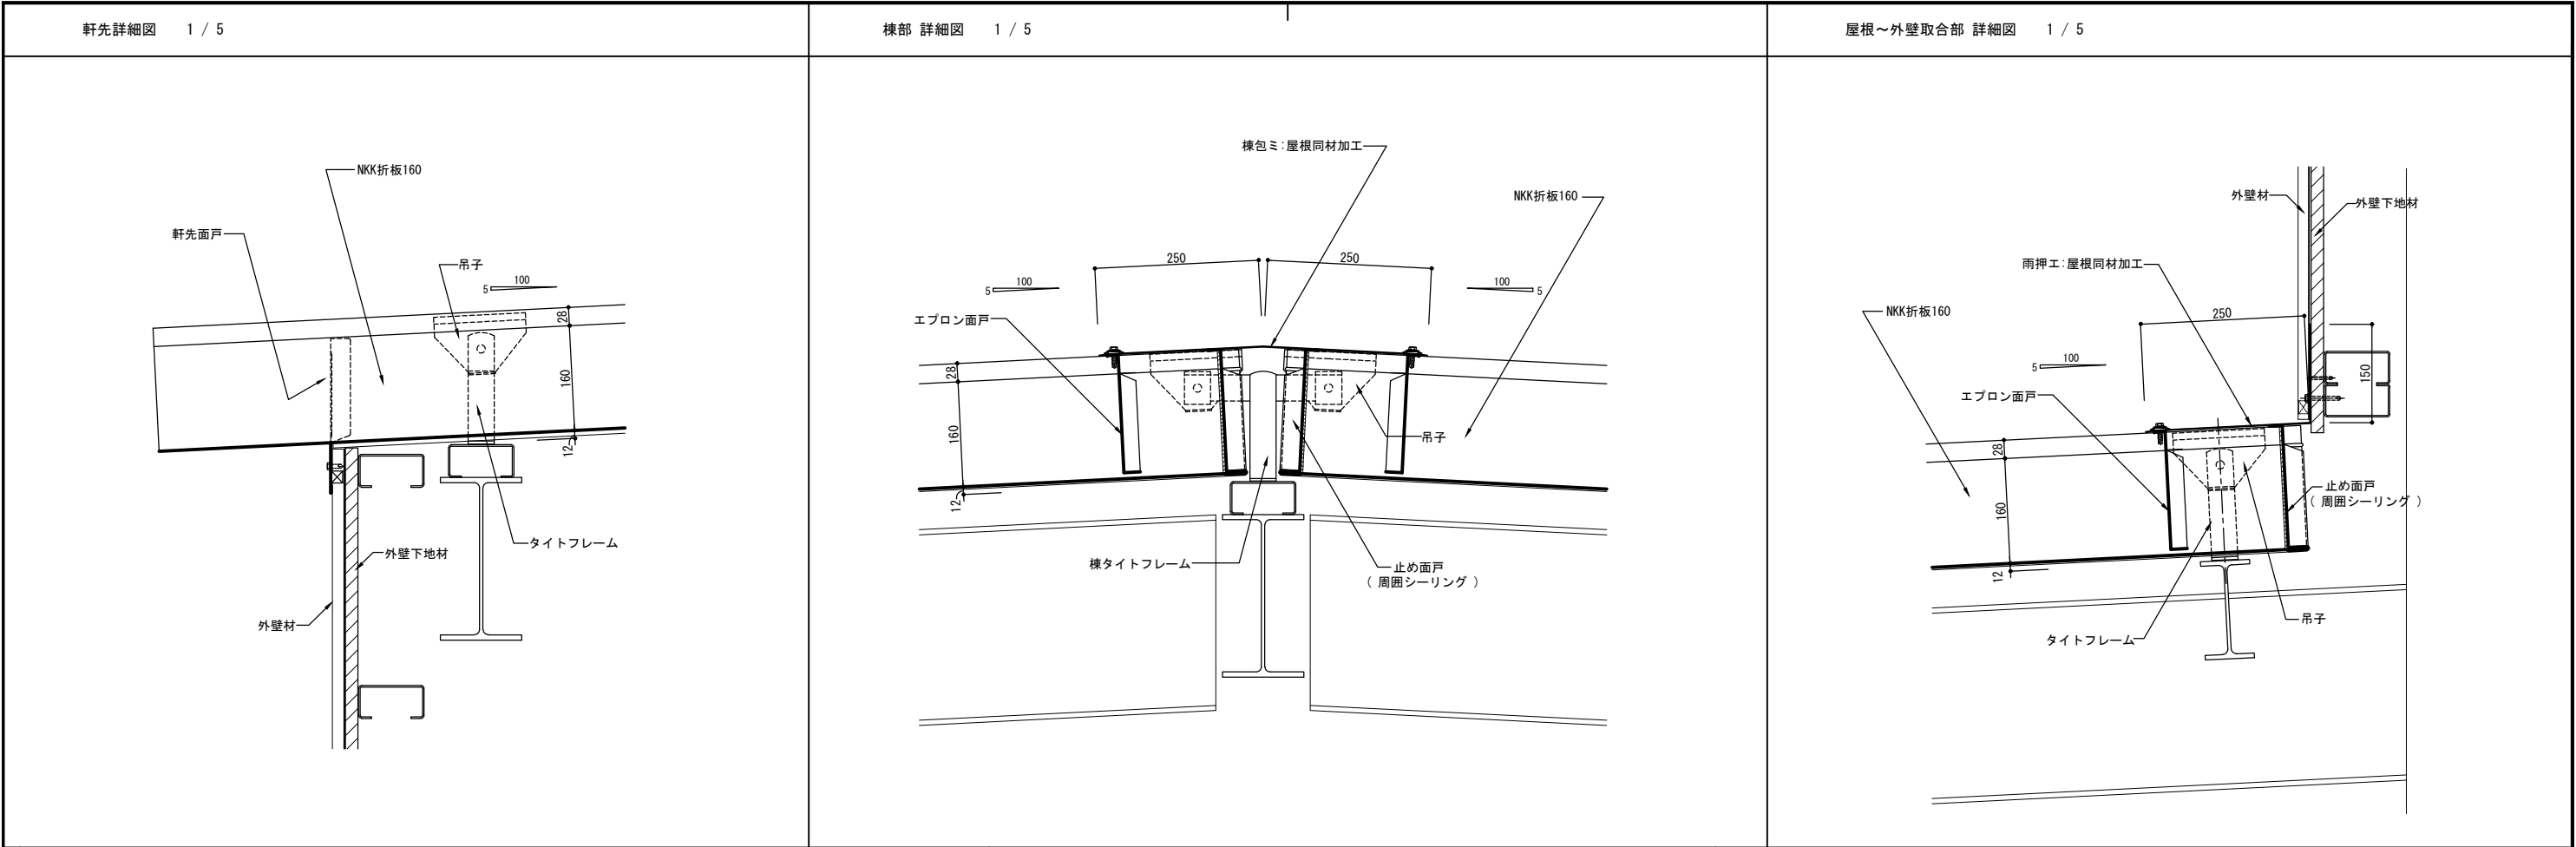 軒先詳細図 1 / 5
NKK折板160
軒先面戸
吊子
100
5
28
160
12
タイトフレーム
外壁下地材
外壁材
棟部 詳細図 1 / 5
棟包ミ:屋根同材加工
NKK折板160
250
250
100
5
100
5
エプロン面戸
28
160
12
吊子
棟タイトフレーム
止め面戸
( 周囲シーリング )
屋根～外壁取合部 詳細図 1 / 5
外壁材
外壁下地材
雨押エ:屋根同材加工
NKK折板160
250
150
100
5
エプロン面戸
28
160
12
止め面戸
( 周囲シーリング )
吊子
タイトフレーム